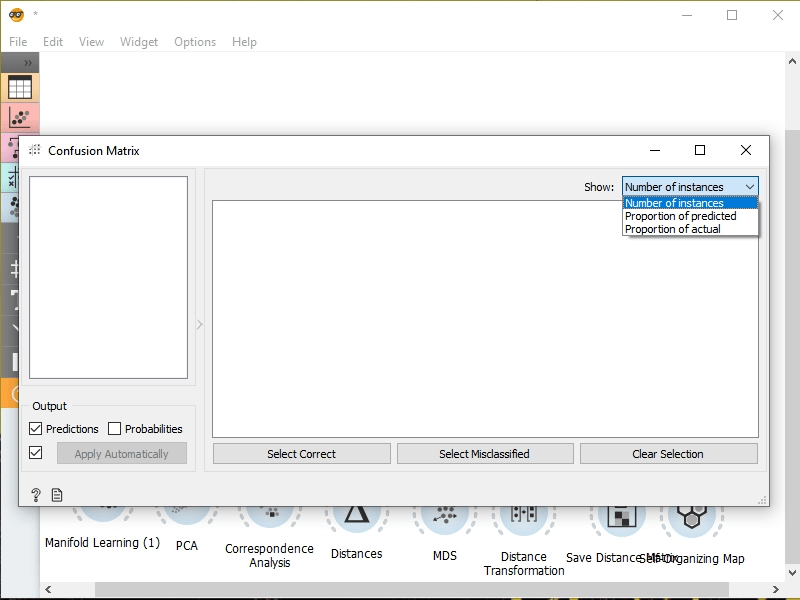 *
File Edit View Widget Options Help
Confusion Matrix
Show: Number of instances
Number of instances
Proportion of predicted
Proportion of actual
Output
Predictions Probabilities
Apply Automatically
Select Correct Select Misclassified Clear Selection
?
Manifold Learning (1) PCA Correspondence Analysis Distances MDS Distance Transformation Save Distance Matrix Self-Organizing Map